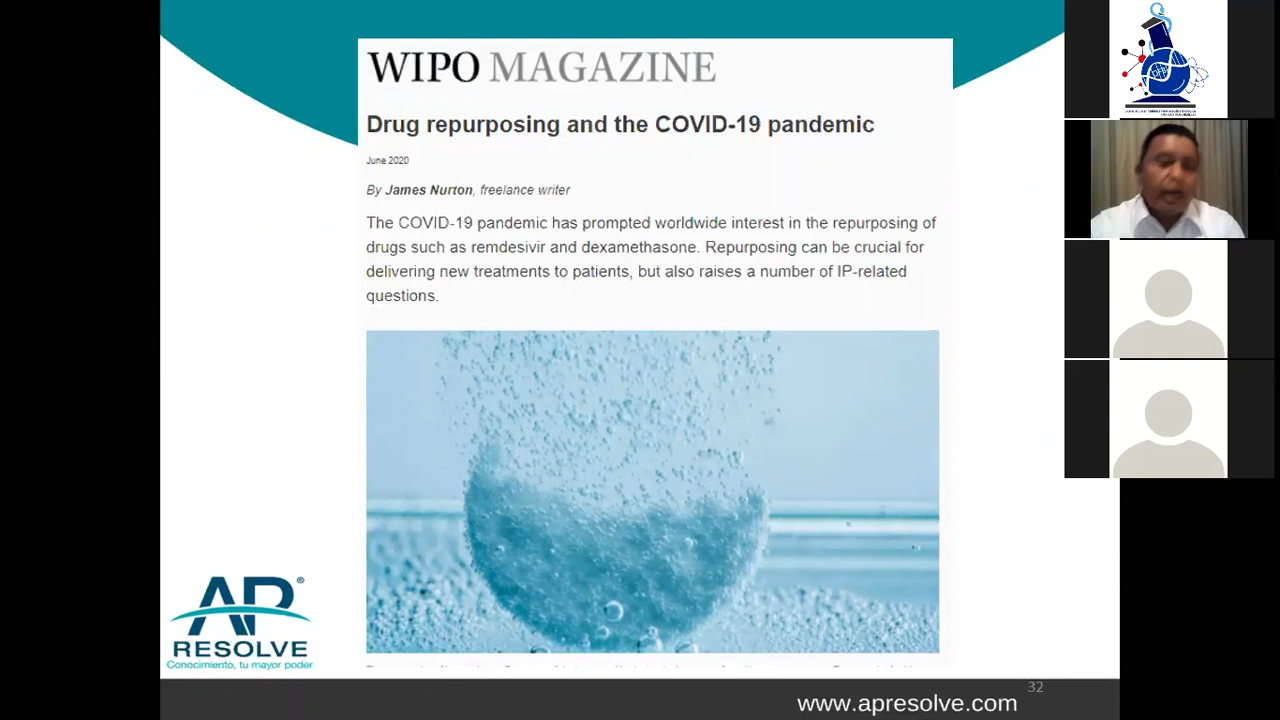 WIPO MAGAZINE
Drug repurposing and the COVID-19 pandemic
June 2020
By James Nurton, freelance writer
The COVID-19 pandemic has prompted worldwide interest in the repurposing of
drugs such as remdesivir and dexamethasone. Repurposing can be crucial for
delivering new treatments to patients, but also raises a number of IP-related
questions.
AP®
RESOLVE
Conocimiento, tu mayor poder
32
www.apresolve.com